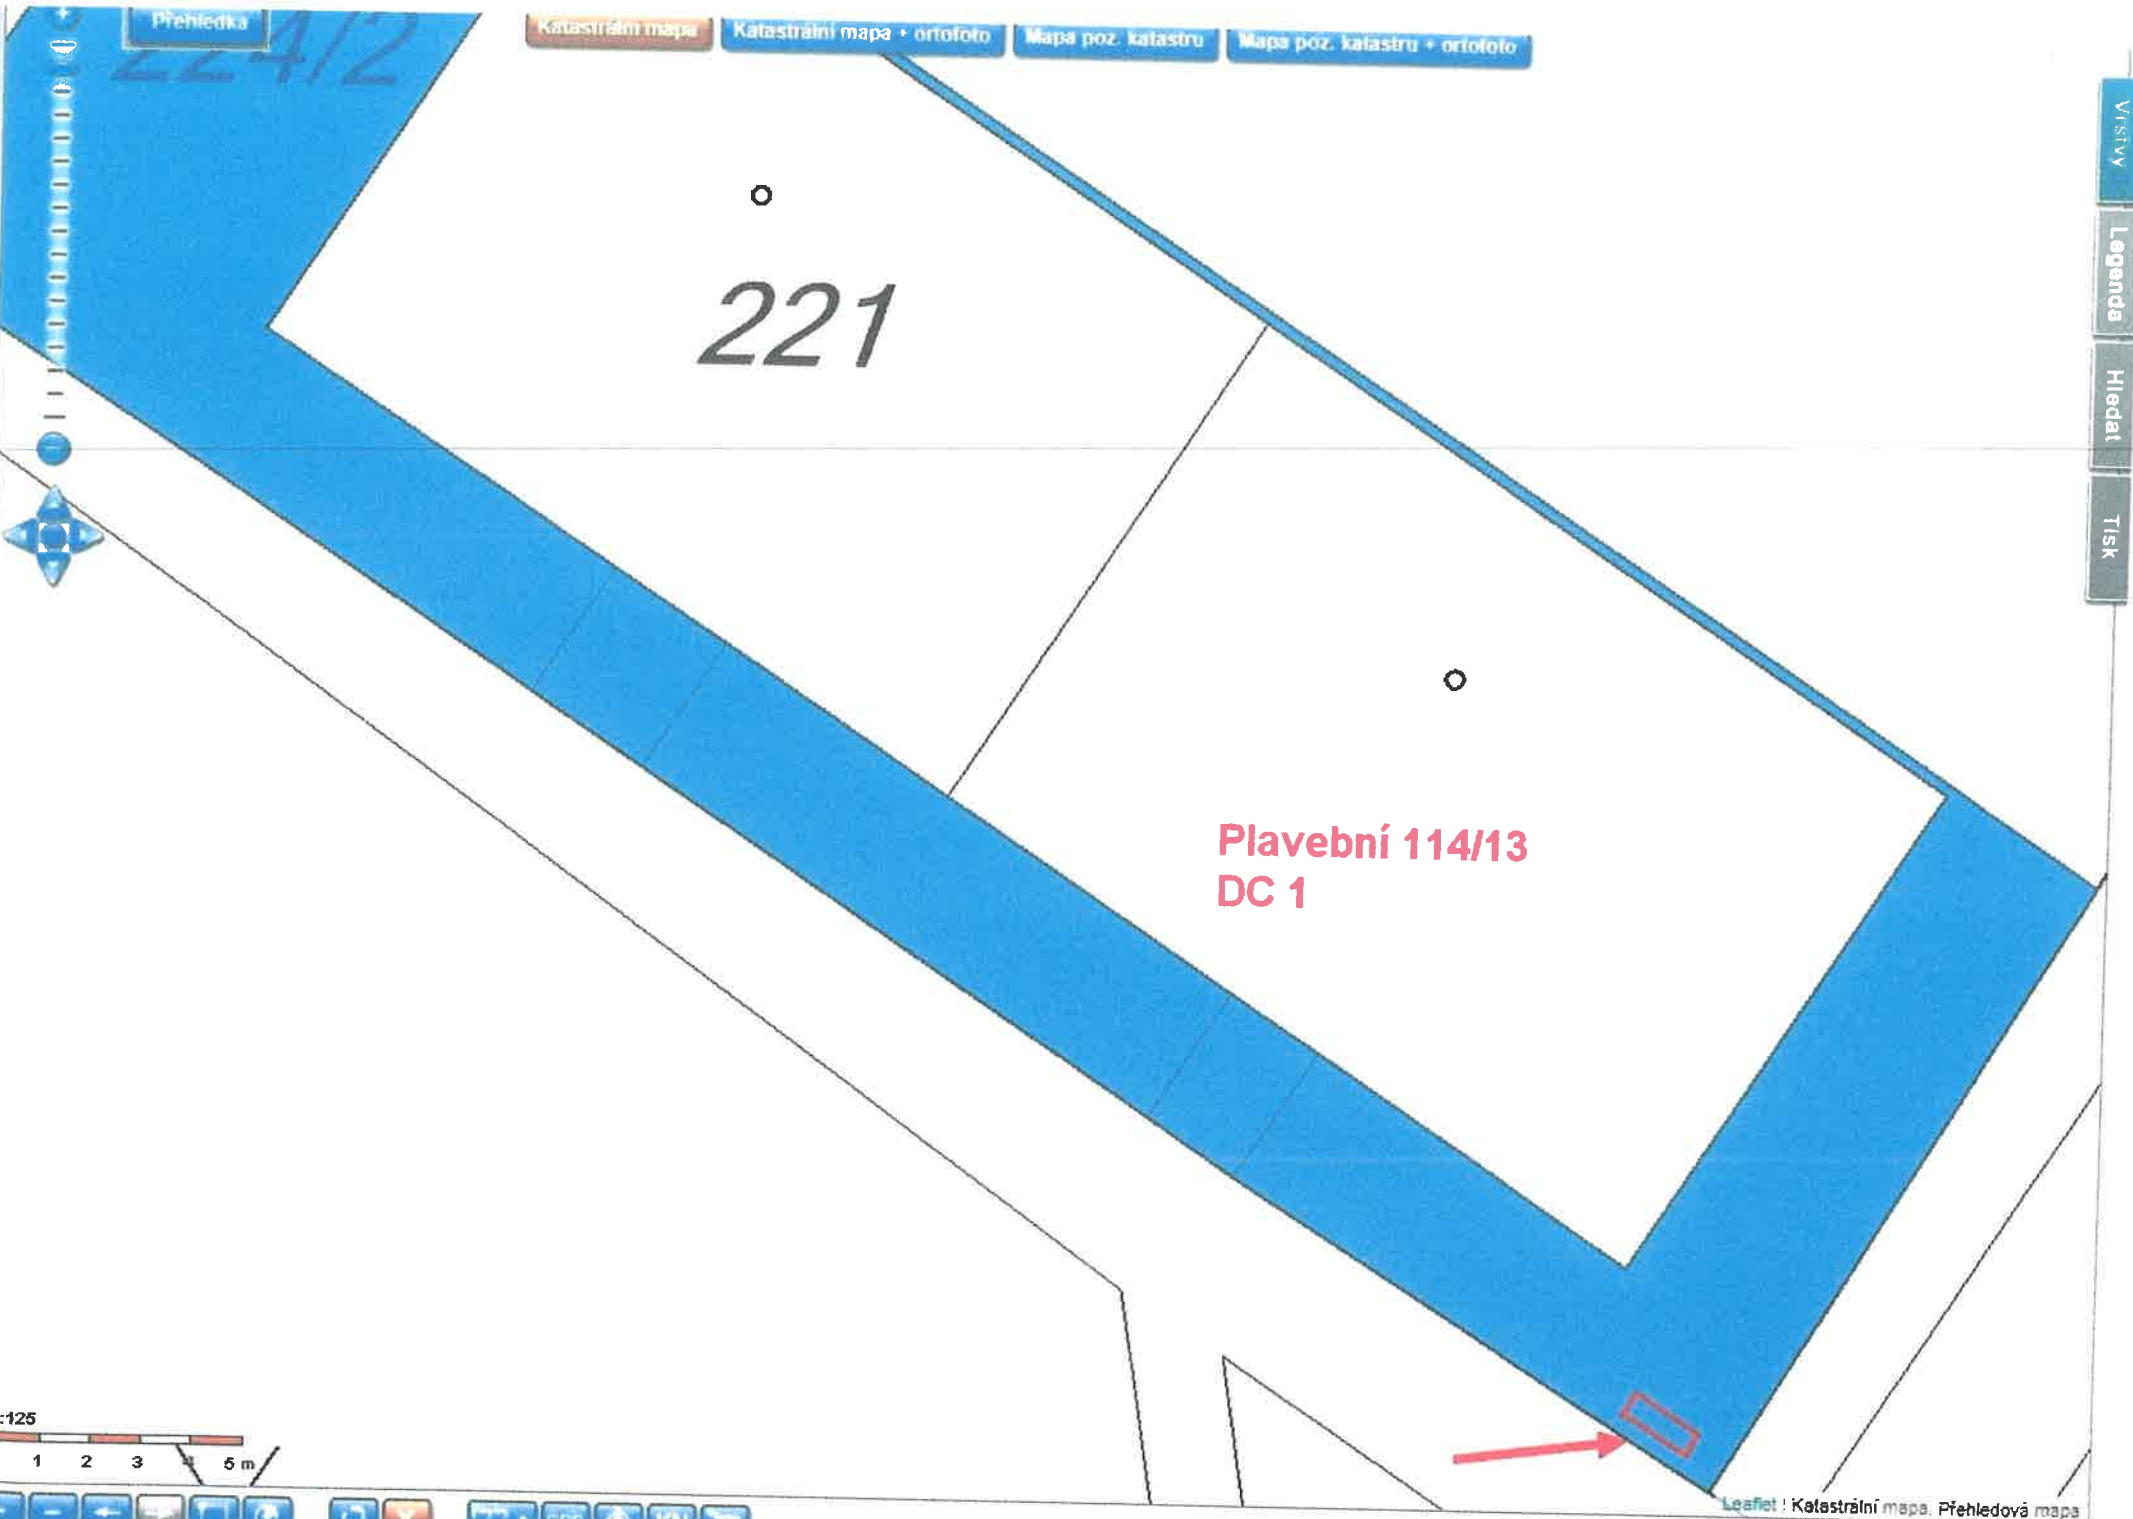 Přehledka
224/2
Katastrální mapa
Katastrální mapa + ortofoto
Mapa poz. katastru
Mapa poz. katastru + ortofoto
Vrstvy
Legenda
Hledat
Tisk
221
Plavební 114/13
DC 1
:125
1 2 3 4 5 m
Leaflet | Katastrální mapa, Přehledová mapa